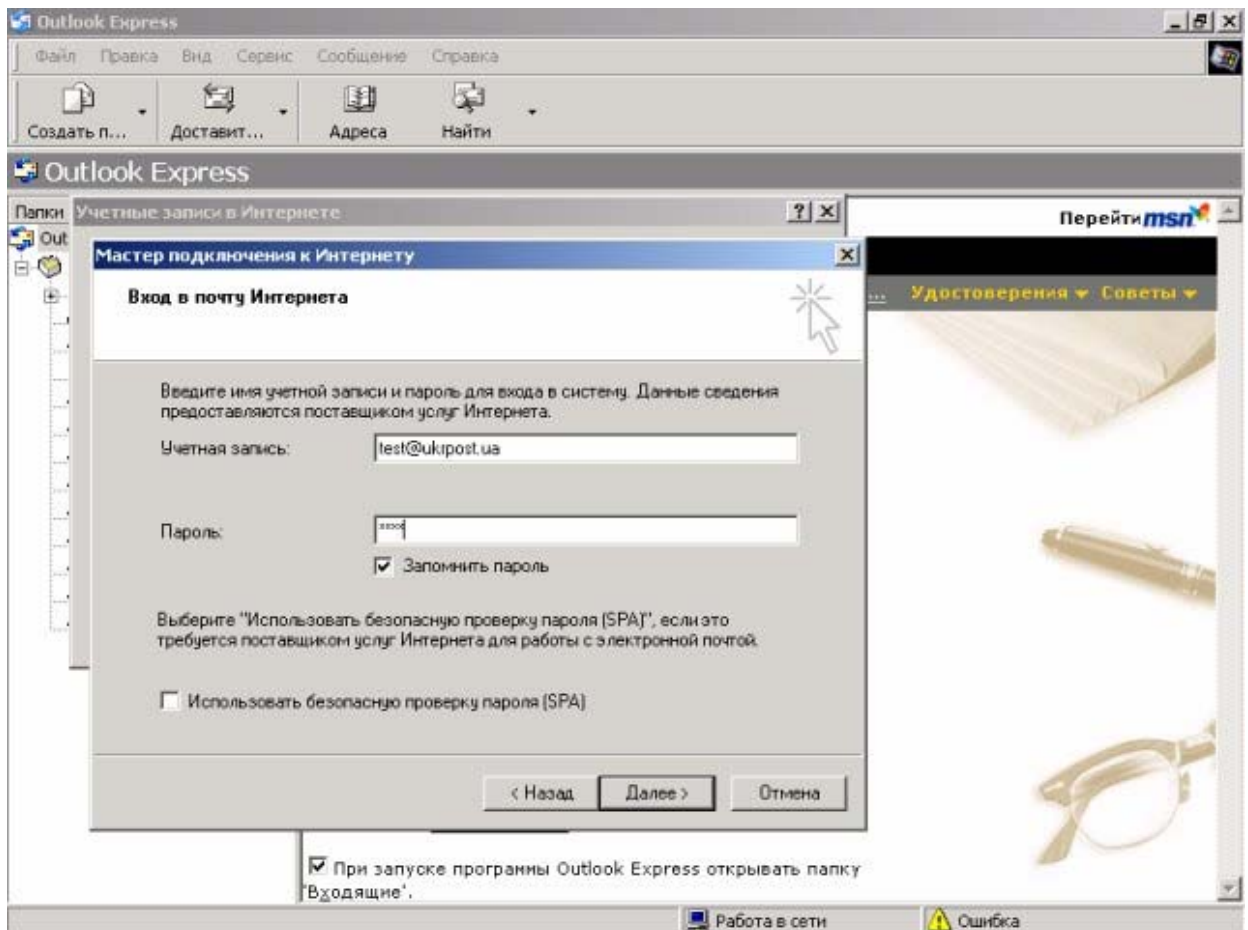 Outlook Express
Файл Правка Вид Сервис Сообщение Справка
Создать п... Доставит... Адреса Найти
Outlook Express
Папки
Учетные записи в Интернете
Перейти msn
Out
Мастер подключения к Интернету
Вход в почту Интернета
... Удостоверения Советы
Введите имя учетной записи и пароль для входа в систему. Данные сведения
предоставляются поставщиком услуг Интернета.
Учетная запись: test@ukrpost.ua
Пароль: ****
Запомнить пароль
Выберите "Использовать безопасную проверку пароля (SPA)", если это
требуется поставщиком услуг Интернета для работы с электронной почтой.
Использовать безопасную проверку пароля (SPA)
< Назад Далее > Отмена
При запуске программы Outlook Express открывать папку
'Входящие'.
Работа в сети Ошибка